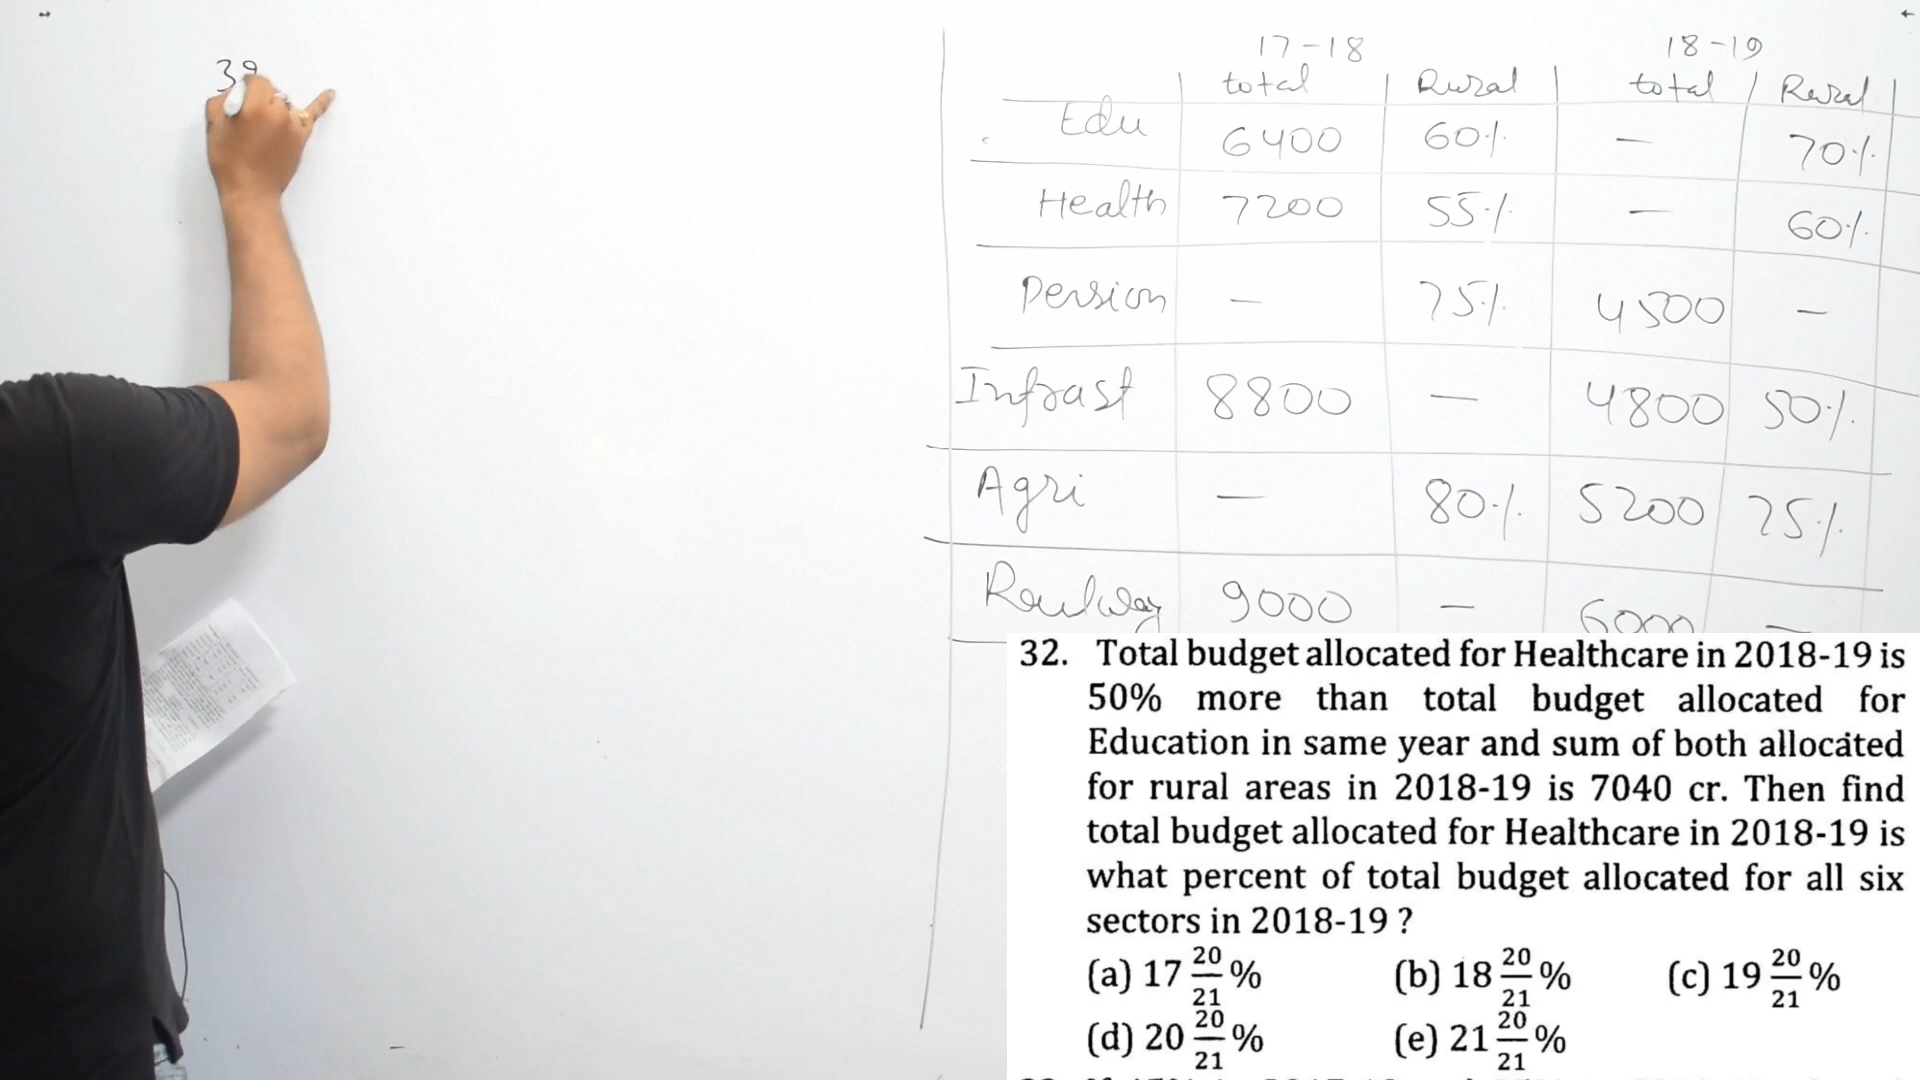 39
17-18 18-19
total Rural total Rural
Edu 6400 60% — 70%
Health 7200 55% — 60%
Pension — 75% 4500 —
Infrast 8800 — 4800 50%
Agri — 80% 5200 75%
Railway 9000 — 6000 —
32. Total budget allocated for Healthcare in 2018-19 is
50% more than total budget allocated for
Education in same year and sum of both allocated
for rural areas in 2018-19 is 7040 cr. Then find
total budget allocated for Healthcare in 2018-19 is
what percent of total budget allocated for all six
sectors in 2018-19 ?
(a) 17 20/21 % (b) 18 20/21 % (c) 19 20/21 %
(d) 20 20/21 % (e) 21 20/21 %